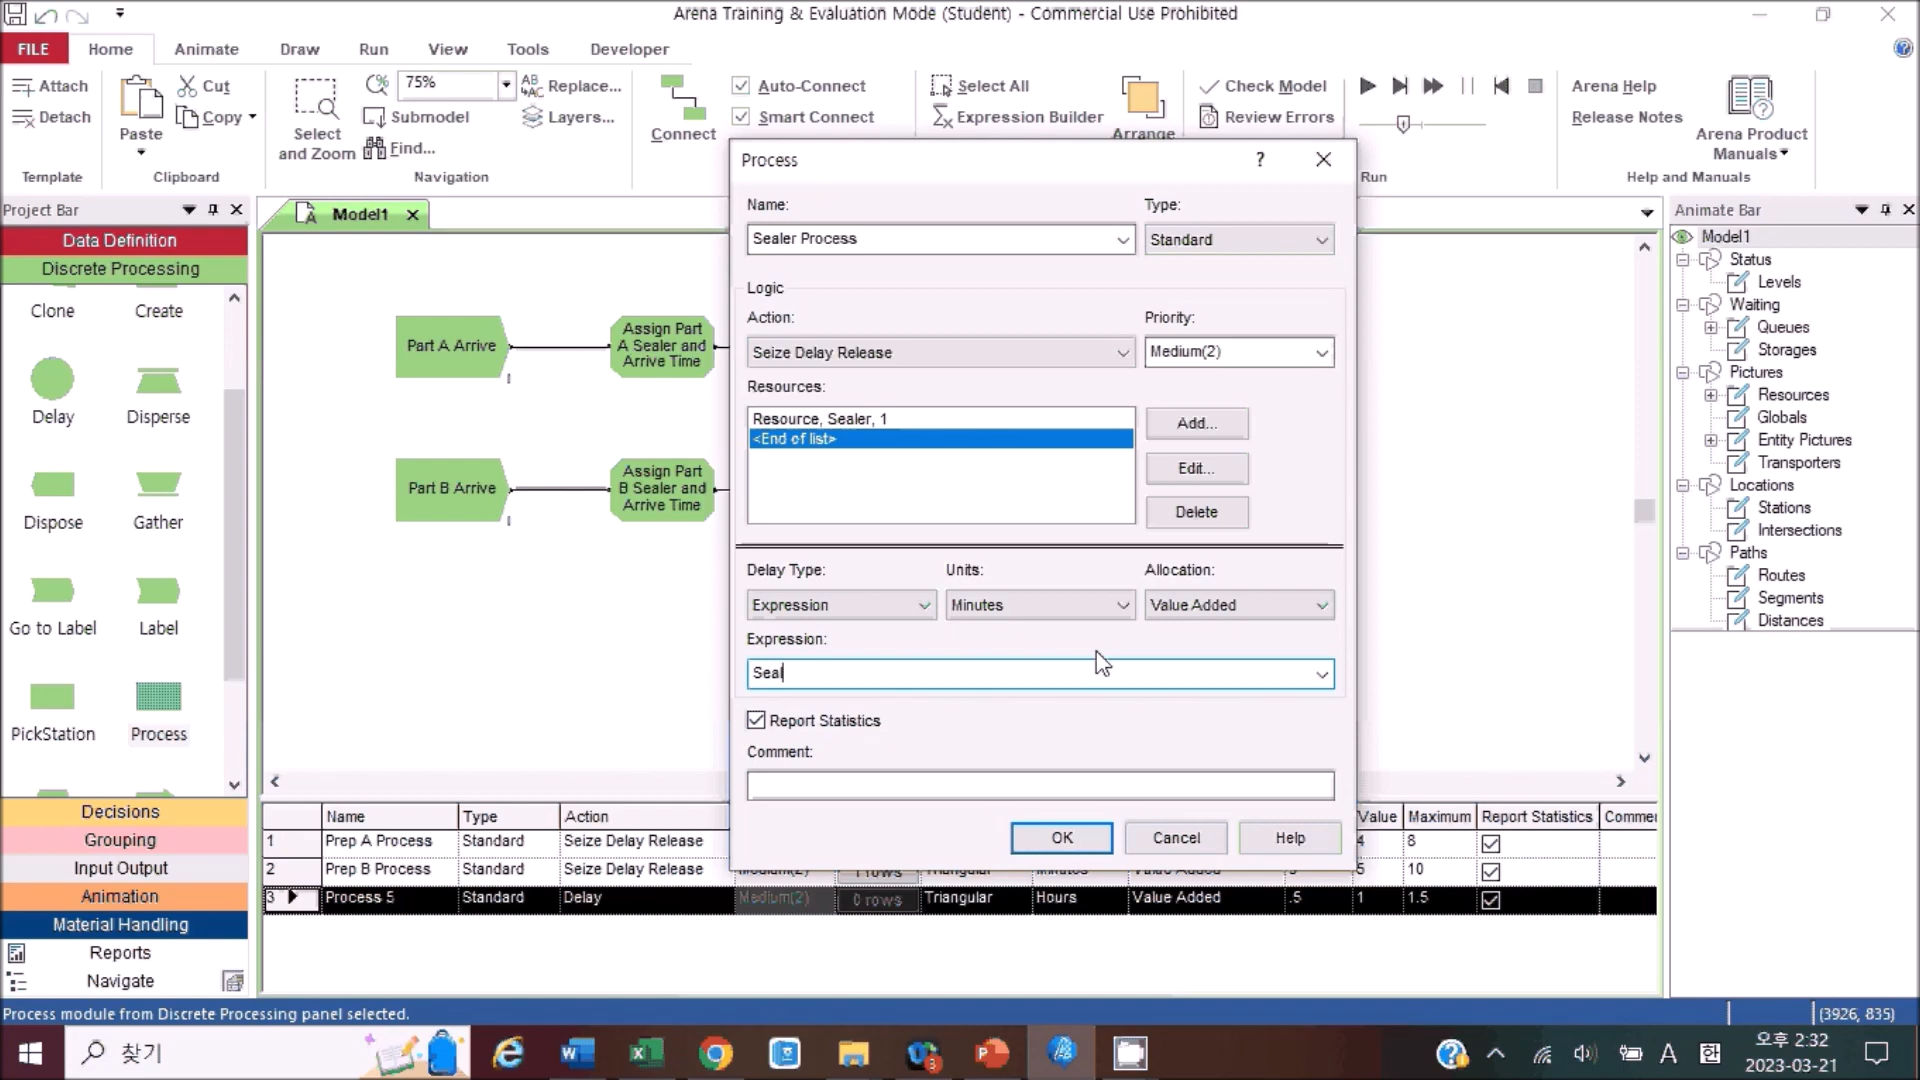 Arena Training & Evaluation Mode (Student) - Commercial Use Prohibited
FILE Home Animate Draw Run View Tools Developer
Attach
Detach
Template
Paste
Cut
Copy
Clipboard
Select
and Zoom
75%
Submodel
Find...
Replace...
Layers...
Navigation
Connect
Auto-Connect
Smart Connect
Select All
Expression Builder
Arrange
Check Model
Review Errors
Run
Arena Help
Release Notes
Arena Product
Manuals
Help and Manuals
Project Bar
Data Definition
Discrete Processing
Clone Create
Delay Disperse
Dispose Gather
Go to Label Label
PickStation Process
Decisions
Grouping
Input Output
Animation
Material Handling
Reports
Navigate
Model1
Part A Arrive
Assign Part
A Sealer and
Arrive Time
Part B Arrive
Assign Part
B Sealer and
Arrive Time
Process
?
Name:
Sealer Process
Type:
Standard
Logic
Action:
Seize Delay Release
Priority:
Medium(2)
Resources:
Resource, Sealer, 1
<End of list>
Add...
Edit...
Delete
Delay Type:
Expression
Units:
Minutes
Allocation:
Value Added
Expression:
Seal
Report Statistics
Comment:
OK Cancel Help
Name Type Action Value Maximum Report Statistics Comme
1 Prep A Process Standard Seize Delay Release 4 8
2 Prep B Process Standard Seize Delay Release Medium(2) 1 rows Triangular Minutes Value Added 5 10
3 Process 5 Standard Delay Medium(2) 0 rows Triangular Hours Value Added .5 1 1.5
Animate Bar
Model1
Status
Levels
Waiting
Queues
Storages
Pictures
Resources
Globals
Entity Pictures
Transporters
Locations
Stations
Intersections
Paths
Routes
Segments
Distances
Process module from Discrete Processing panel selected.
(3926, 835)
찾기
A 한
오후 2:32
2023-03-21